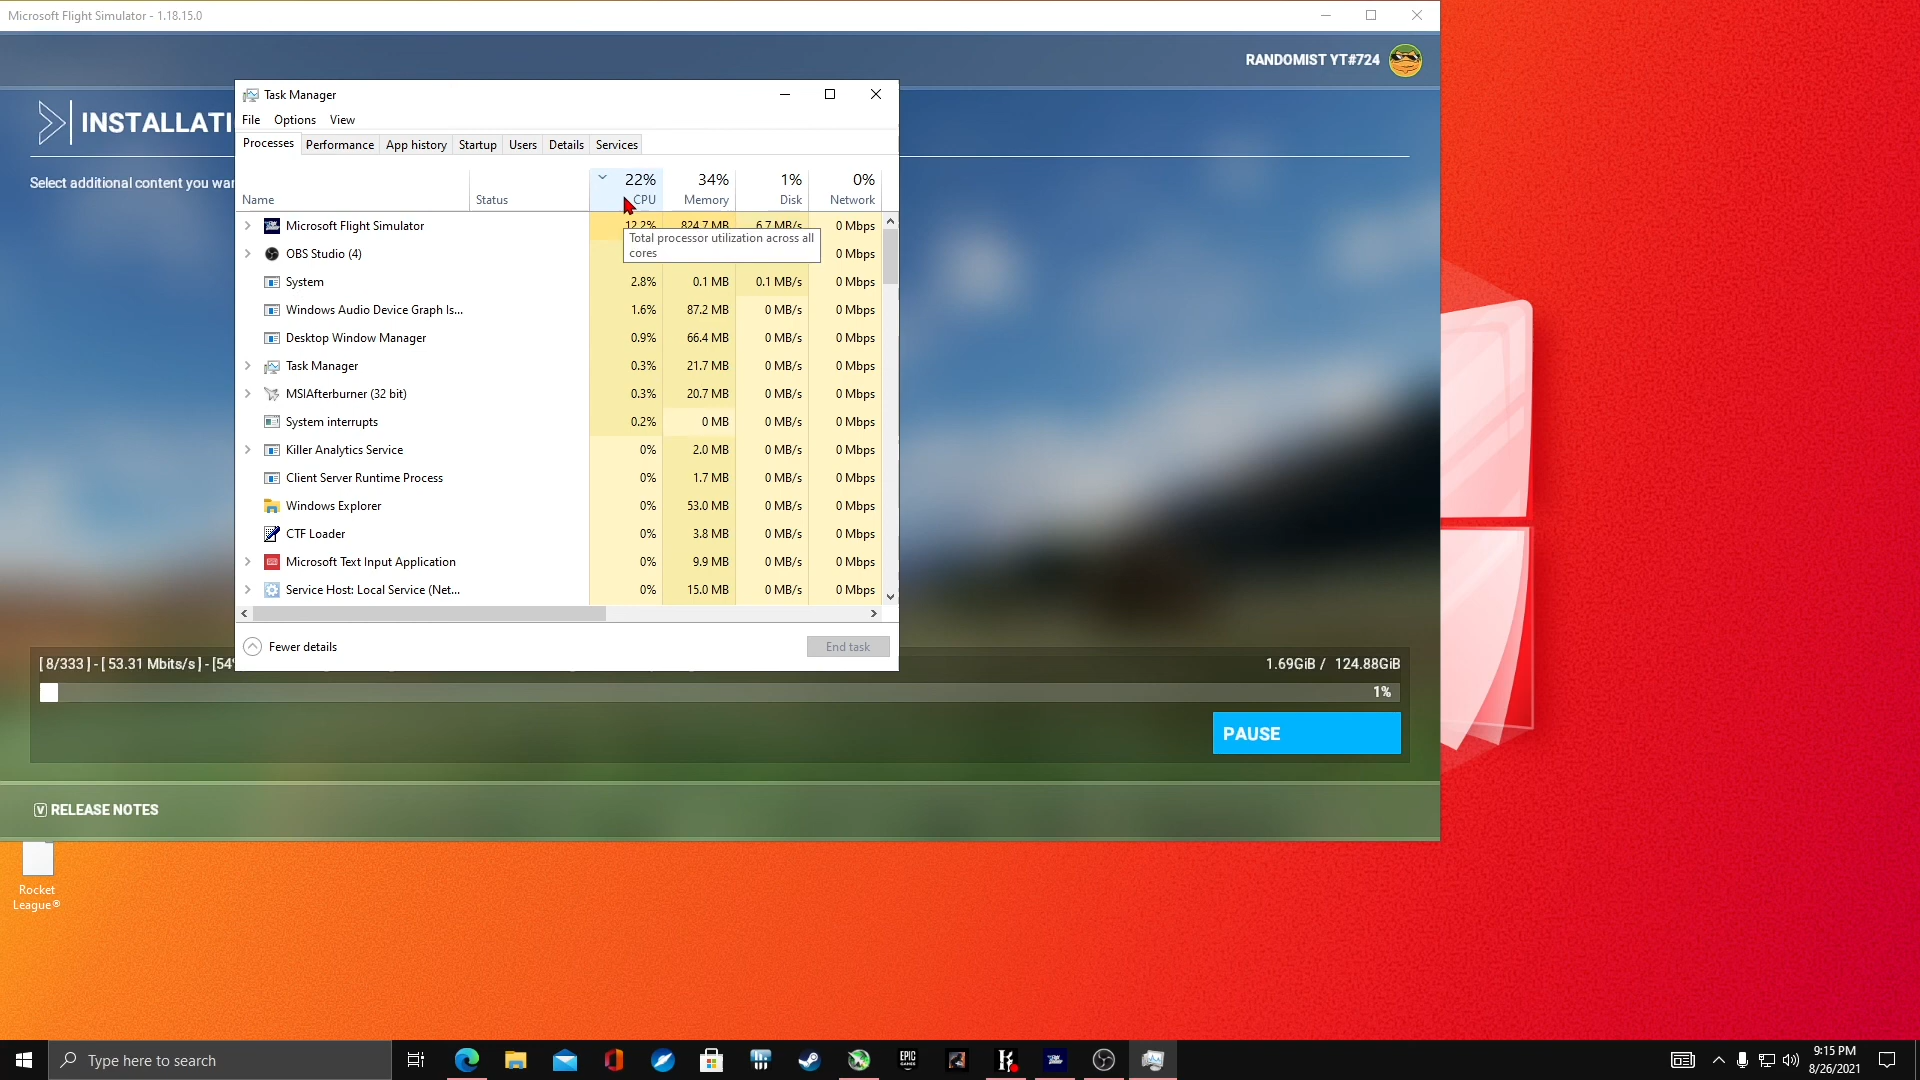 Microsoft Flight Simulator - 1.18.15.0
RANDOMIST YT#724
INSTALLATI
Select additional content you wan
Task Manager
File Options View
Processes Performance App history Startup Users Details Services
Name Status 22% CPU 34% Memory 1% Disk 0% Network
Microsoft Flight Simulator 12.2% 824.7 MB 6.7 MB/s 0 Mbps
Total processor utilization across all
cores
OBS Studio (4) 0 Mbps
System 2.8% 0.1 MB 0.1 MB/s 0 Mbps
Windows Audio Device Graph Is... 1.6% 87.2 MB 0 MB/s 0 Mbps
Desktop Window Manager 0.9% 66.4 MB 0 MB/s 0 Mbps
Task Manager 0.3% 21.7 MB 0 MB/s 0 Mbps
MSIAfterburner (32 bit) 0.3% 20.7 MB 0 MB/s 0 Mbps
System interrupts 0.2% 0 MB 0 MB/s 0 Mbps
Killer Analytics Service 0% 2.0 MB 0 MB/s 0 Mbps
Client Server Runtime Process 0% 1.7 MB 0 MB/s 0 Mbps
Windows Explorer 0% 53.0 MB 0 MB/s 0 Mbps
CTF Loader 0% 3.8 MB 0 MB/s 0 Mbps
Microsoft Text Input Application 0% 9.9 MB 0 MB/s 0 Mbps
Service Host: Local Service (Net... 0% 15.0 MB 0 MB/s 0 Mbps
Fewer details End task
[ 8/333 ] - [ 53.31 Mbits/s ] - [54% 1.69GiB / 124.88GiB
1%
PAUSE
V RELEASE NOTES
Rocket
League®
Type here to search
EPIC
GAMES
9:15 PM
8/26/2021